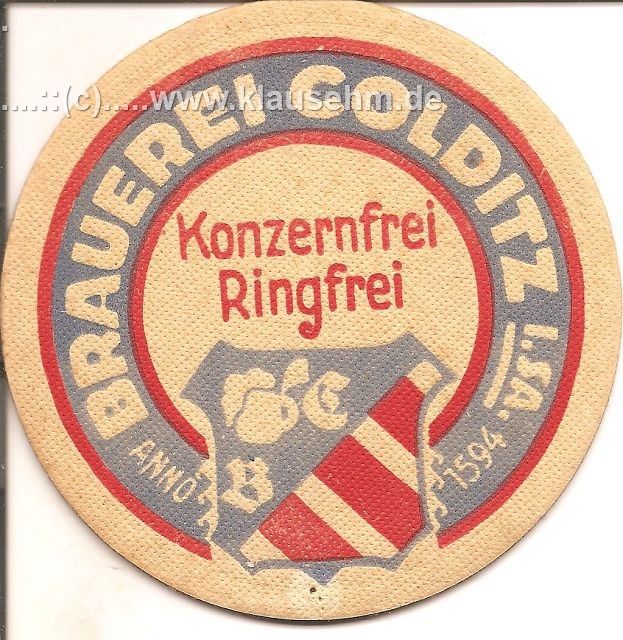 .....::(c).....www.klausehm.de
BRAUEREI COLDITZ I. SA.
Konzernfrei
Ringfrei
B C
ANNO 1594